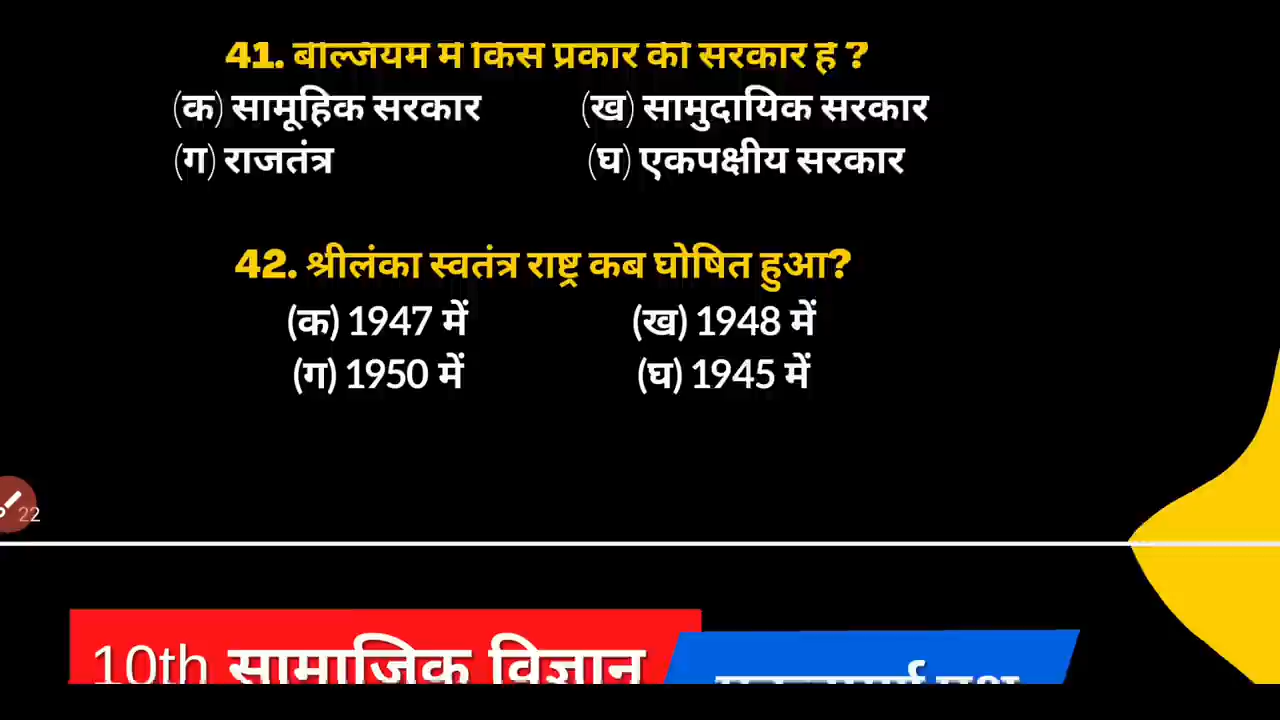 41. बेल्जियम में किस प्रकार की सरकार है ?
(क) सामूहिक सरकार (ख) सामुदायिक सरकार
(ग) राजतंत्र (घ) एकपक्षीय सरकार
42. श्रीलंका स्वतंत्र राष्ट्र कब घोषित हुआ?
(क) 1947 में (ख) 1948 में
(ग) 1950 में (घ) 1945 में
22
10th सामाजिक विज्ञान